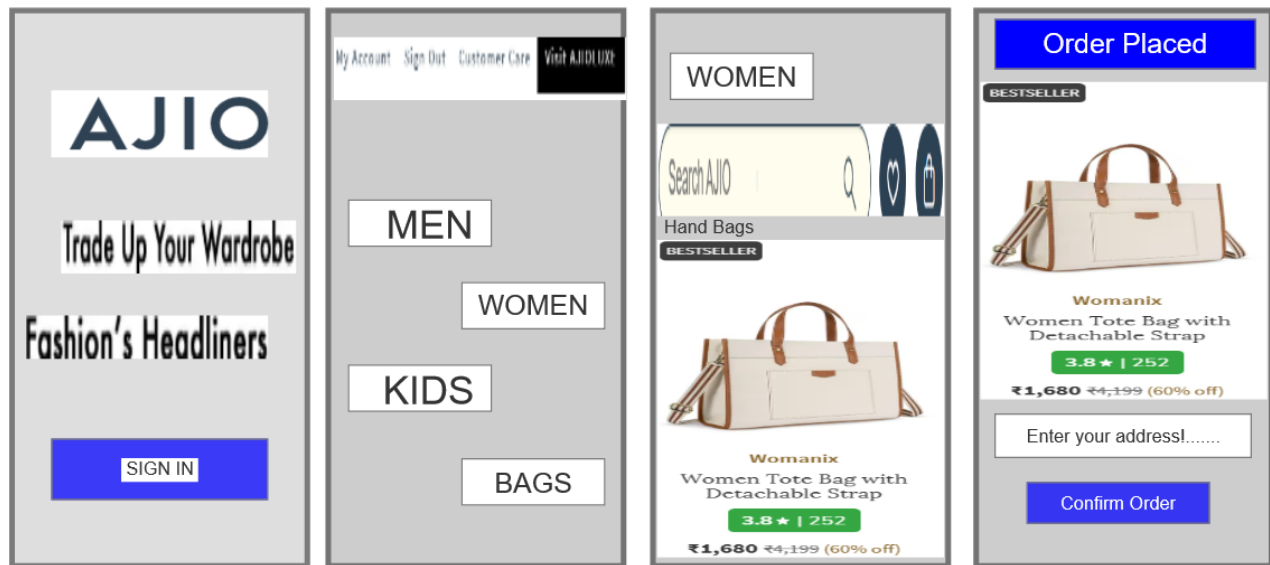 AJIO
Trade Up Your Wardrobe
Fashion's Headliners
SIGN IN
My Account Sign Out Customer Care Visit AJIOLUXE
MEN
WOMEN
KIDS
BAGS
WOMEN
Search AJIO
Hand Bags
BESTSELLER
Womanix
Women Tote Bag with
Detachable Strap
3.8 ★ | 252
₹1,680 ₹4,199 (60% off)
Order Placed
BESTSELLER
Womanix
Women Tote Bag with
Detachable Strap
3.8 ★ | 252
₹1,680 ₹4,199 (60% off)
Enter your address!.......
Confirm Order